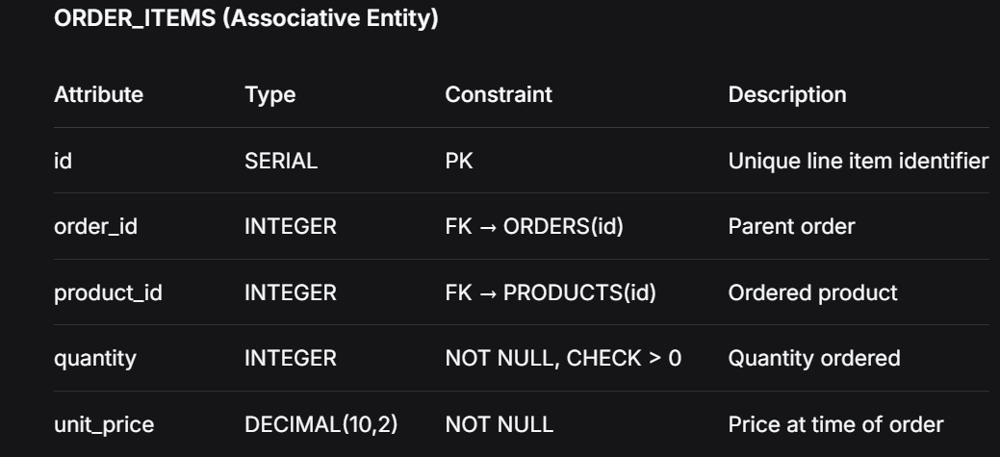 ORDER_ITEMS (Associative Entity)
Attribute Type Constraint Description
id SERIAL PK Unique line item identifier
order_id INTEGER FK → ORDERS(id) Parent order
product_id INTEGER FK → PRODUCTS(id) Ordered product
quantity INTEGER NOT NULL, CHECK > 0 Quantity ordered
unit_price DECIMAL(10,2) NOT NULL Price at time of order